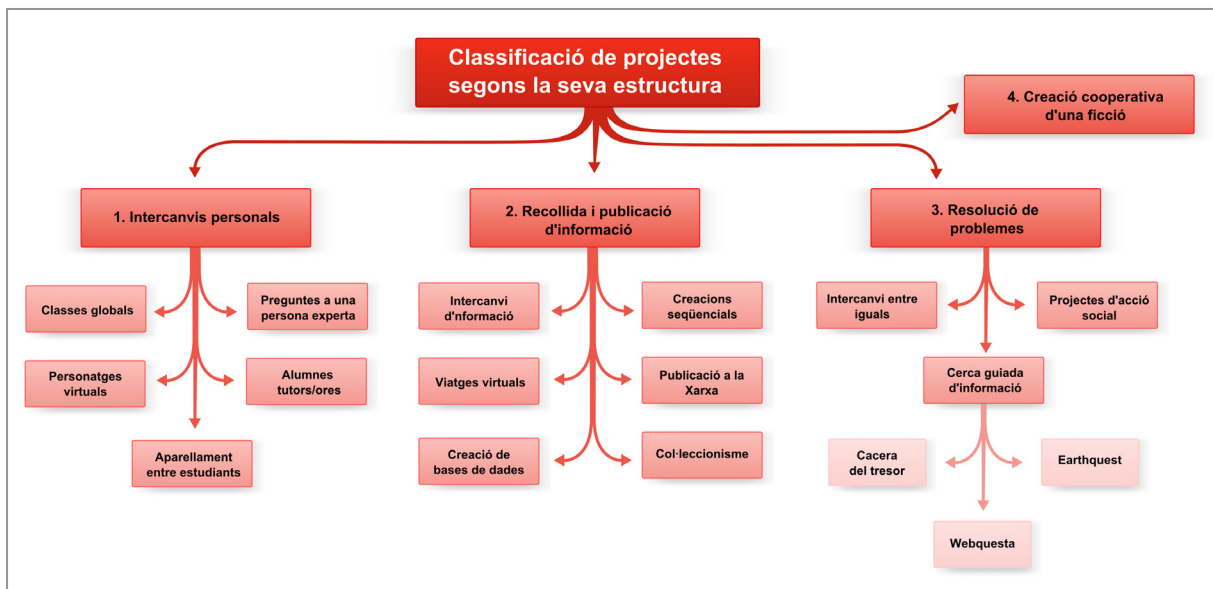 Classificació de projectes
segons la seva estructura
4. Creació cooperativa
d'una ficció
1. Intercanvis personals
2. Recollida i publicació
d'informació
3. Resolució de
problemes
Classes globals
Preguntes a una
persona experta
Personatges
virtuals
Alumnes
tutors/ores
Aparellament
entre estudiants
Intercanvi
d'nformació
Creacions
seqüencials
Viatges virtuals
Publicació a la
Xarxa
Creació de
bases de dades
Col·leccionisme
Intercanvi entre
iguals
Projectes d'acció
social
Cerca guiada
d'informació
Cacera
del tresor
Earthquest
Webquesta